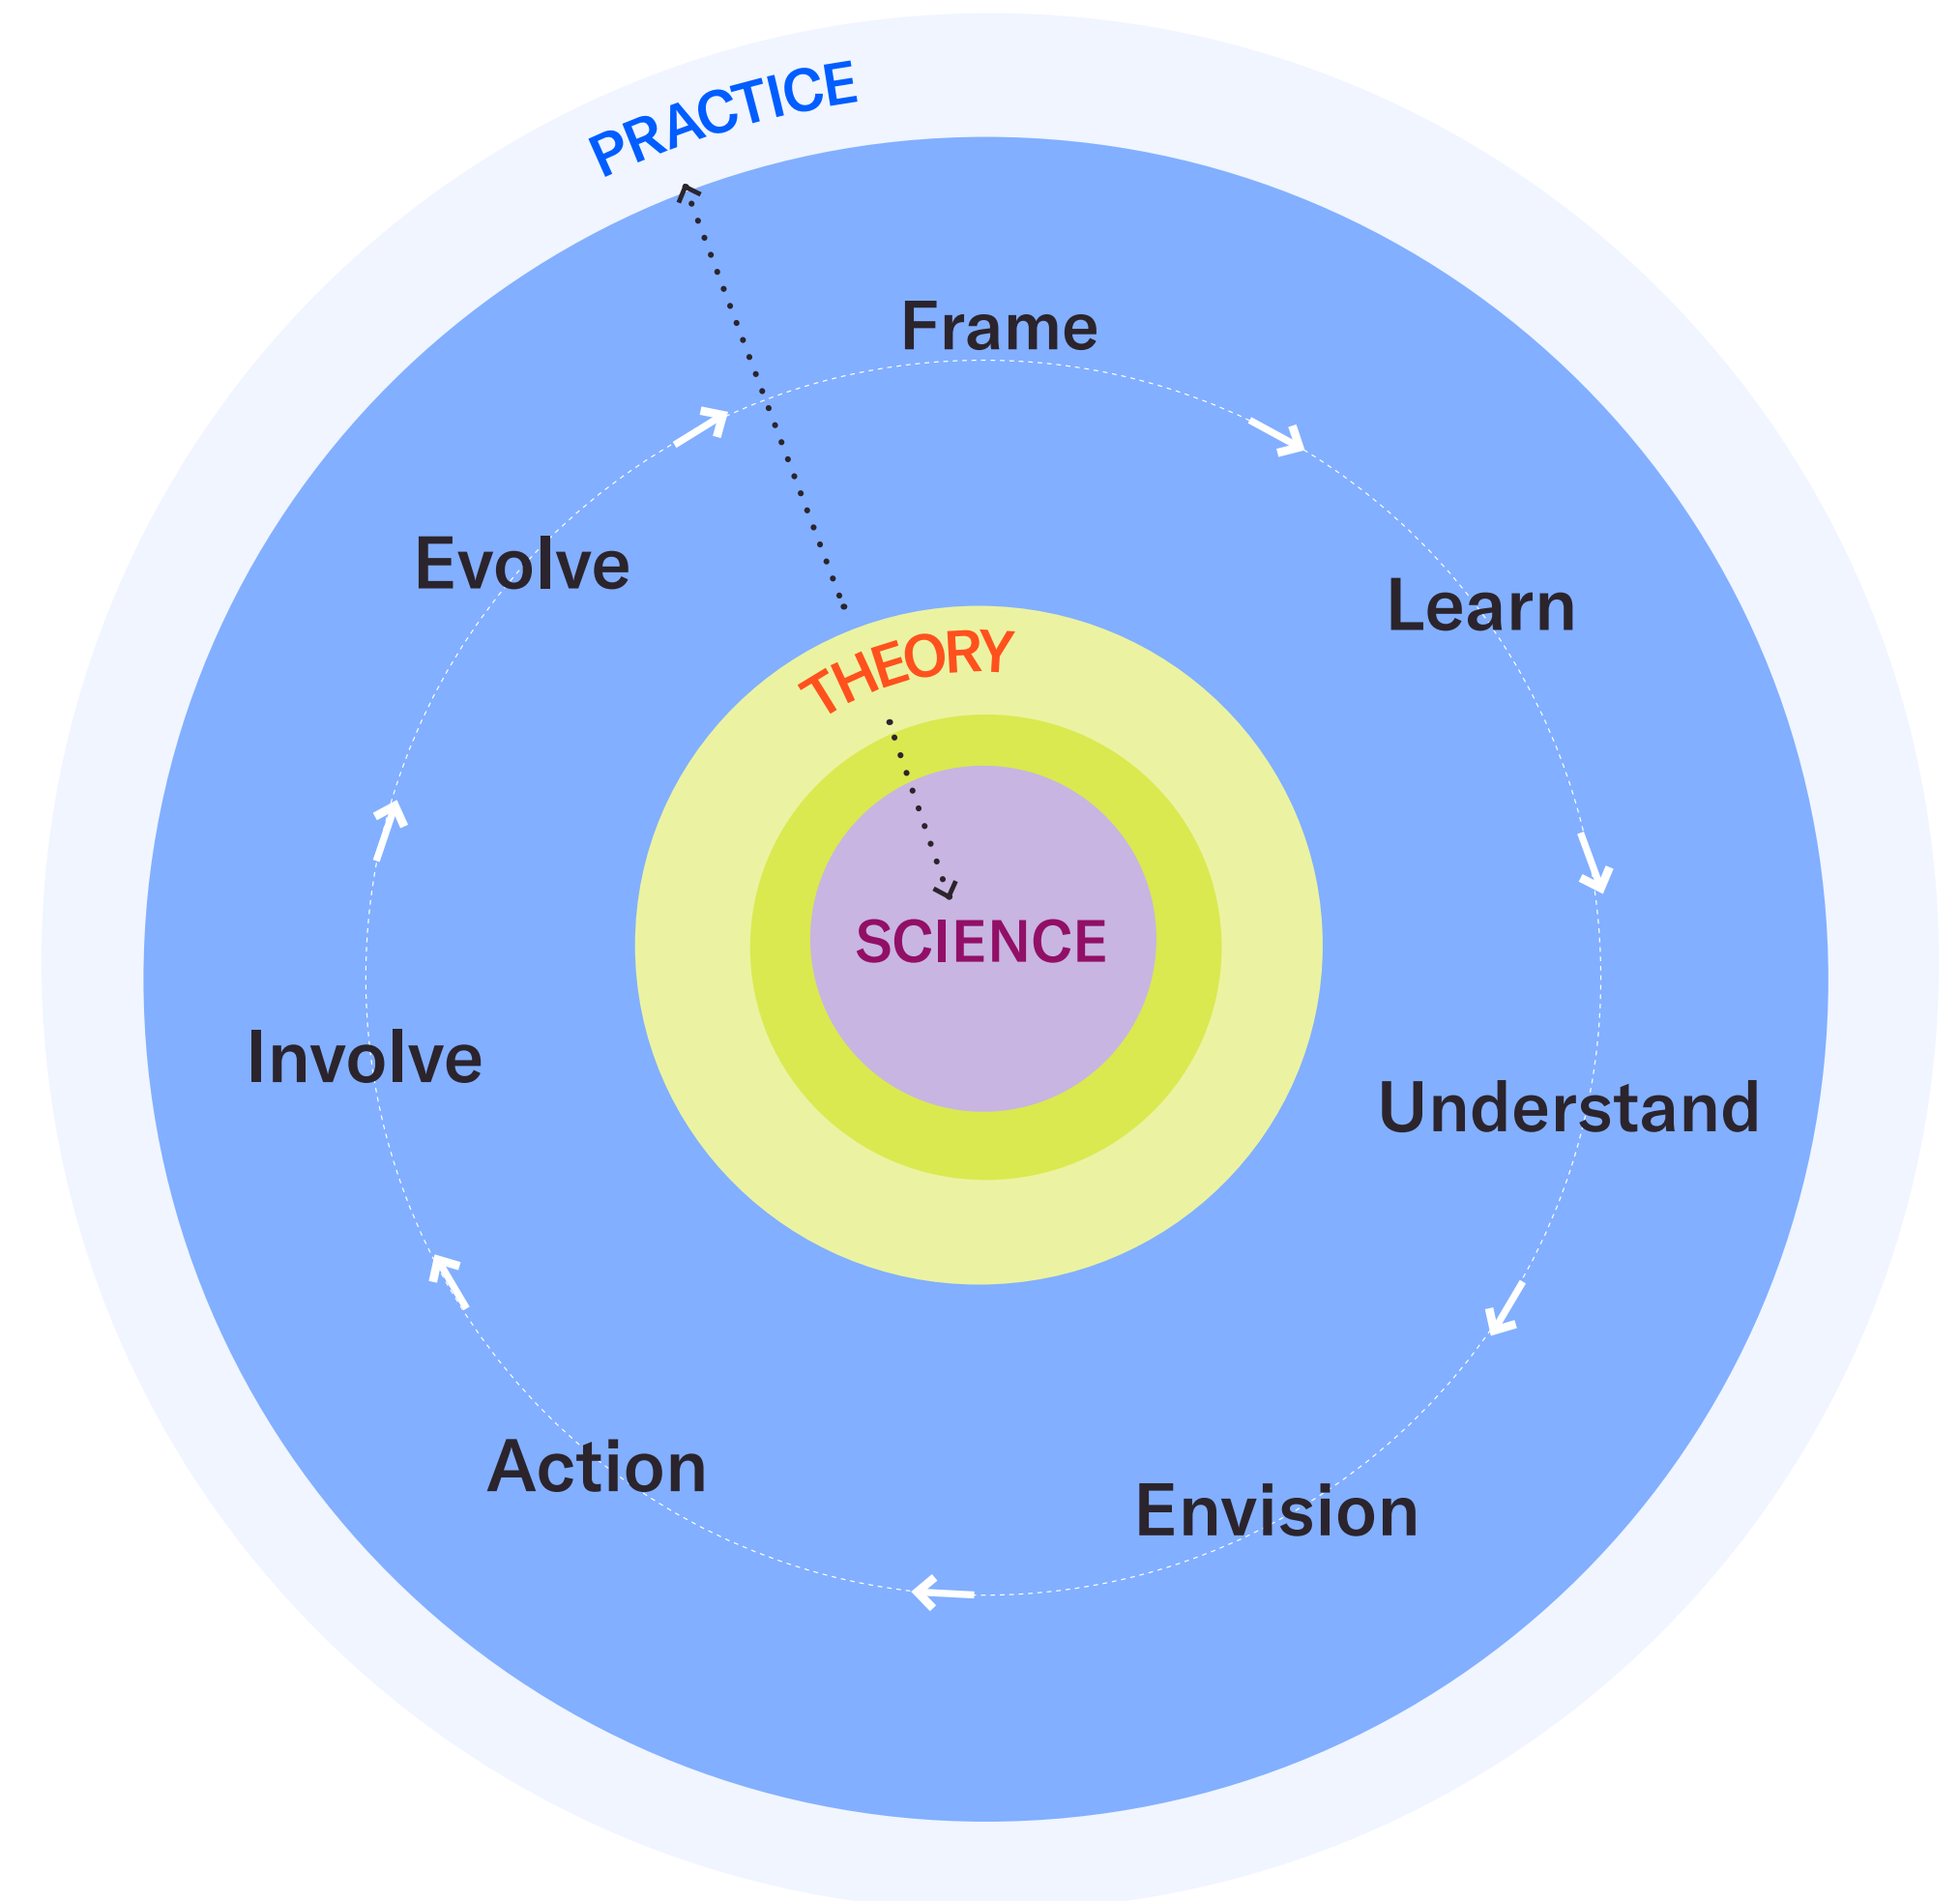 PRACTICE
Frame
Evolve
Learn
THEORY
SCIENCE
Involve
Understand
Action
Envision